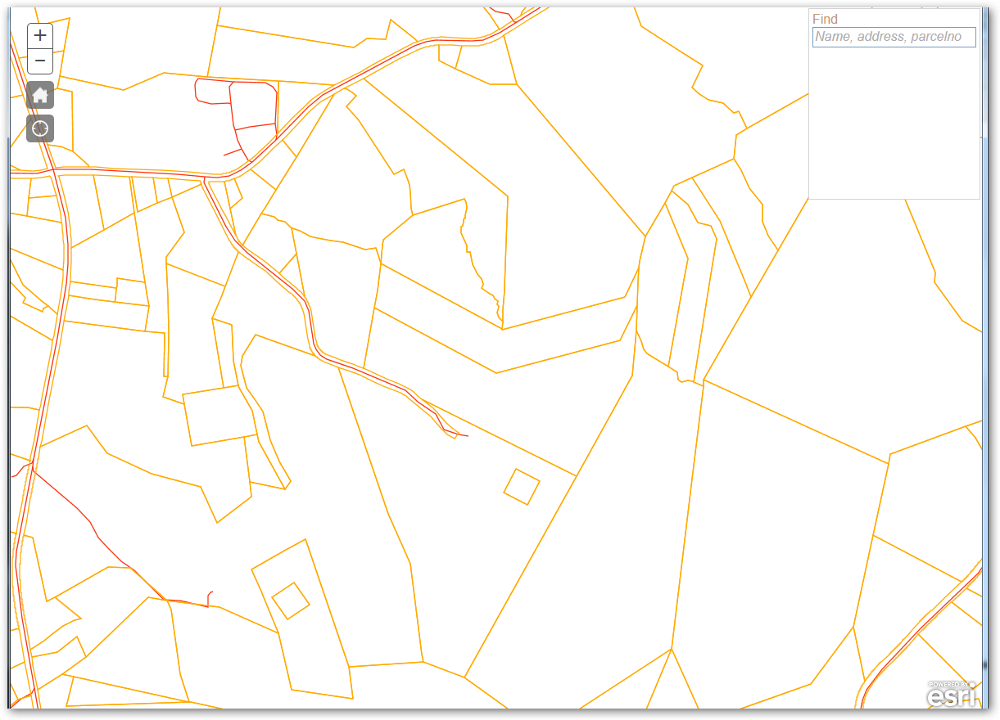 +
−
Find
Name, address, parcelno
POWERED BY
esri